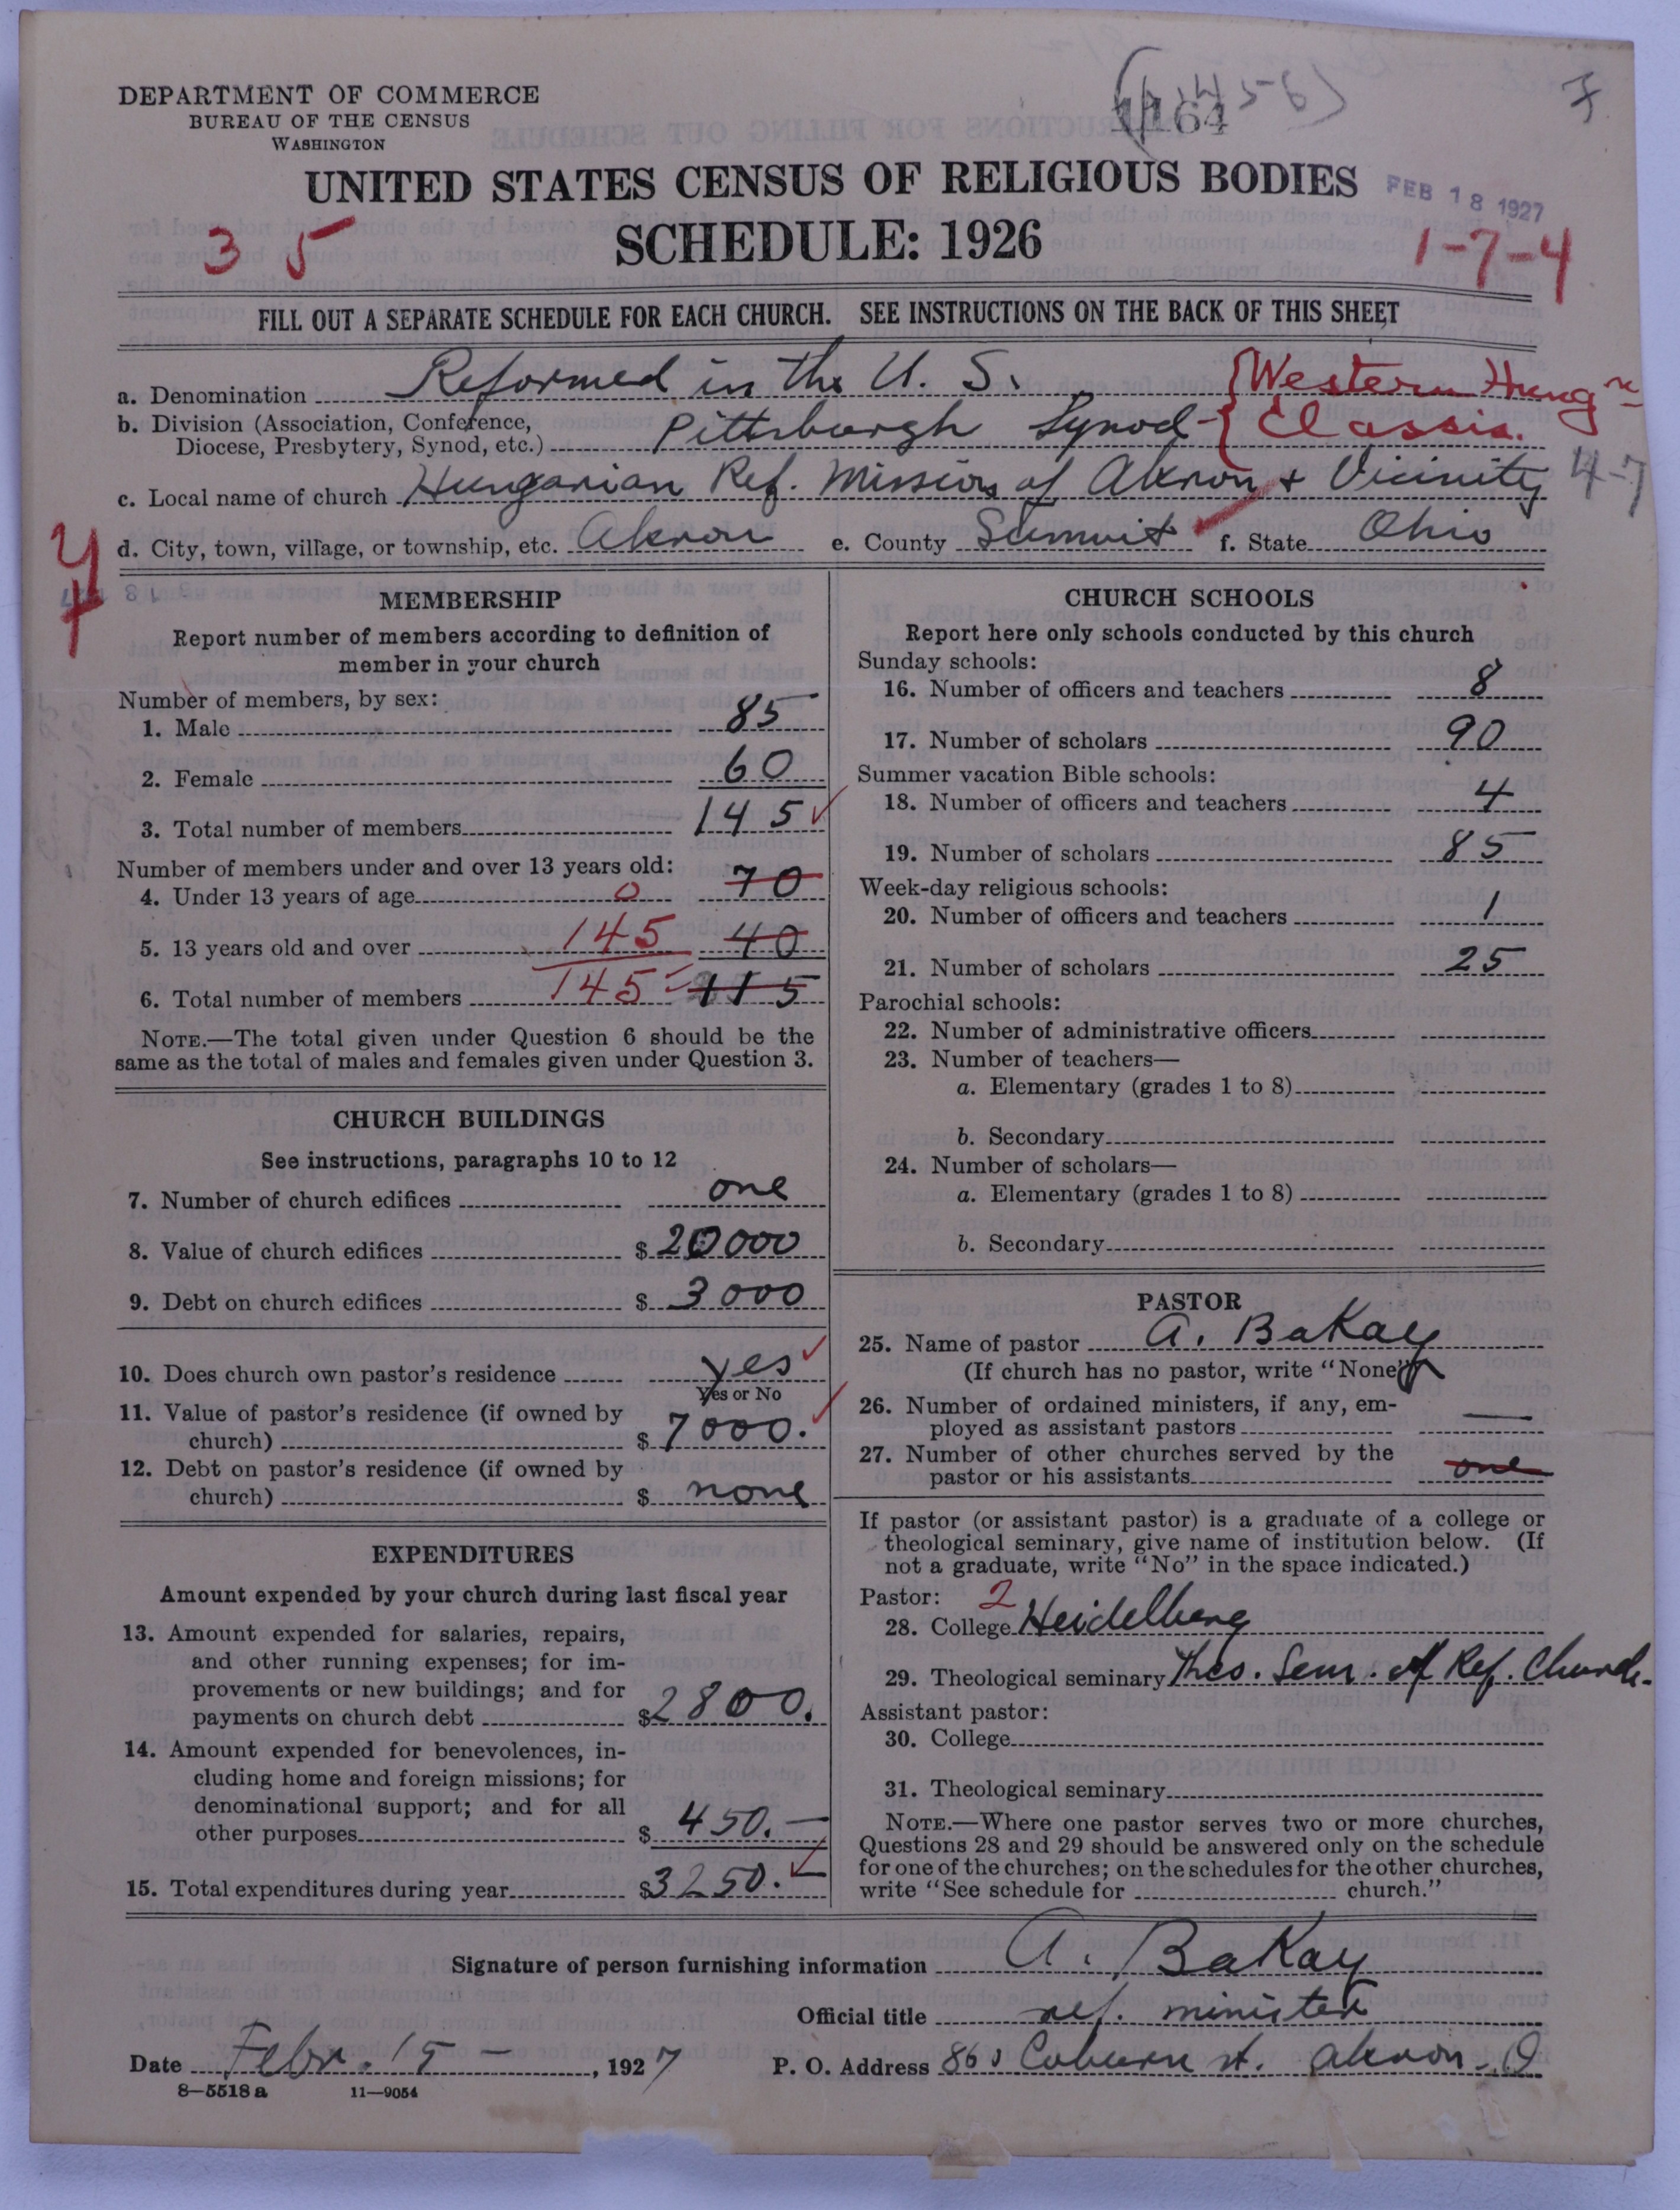 DEPARTMENT OF COMMERCE
BUREAU OF THE CENSUS
WASHINGTON
UNITED STATES CENSUS OF RELIGIOUS BODIES
FEB 18 1927
3 5
SCHEDULE: 1926
1-7-4
FILL OUT A SEPARATE SCHEDULE FOR EACH CHURCH. SEE INSTRUCTIONS ON THE BACK OF THIS SHEET
a. Denomination Reformed in the U. S. {Western Hung
b. Division (Association, Conference, Diocese, Presbytery, Synod, etc.) Pittsburgh Synod - { Classis.
c. Local name of church Hungarian Ref. Mission of Akron + Vicinity
4-7
d. City, town, village, or township, etc. Akron e. County Summit f. State Ohio
MEMBERSHIP
Report number of members according to definition of
member in your church
Number of members, by sex:
1. Male 85
2. Female 60
3. Total number of members 145
Number of members under and over 13 years old:
4. Under 13 years of age 0 70
5. 13 years old and over 145 40
6. Total number of members 145 115
NOTE.—The total given under Question 6 should be the
same as the total of males and females given under Question 3.
CHURCH BUILDINGS
See instructions, paragraphs 10 to 12
7. Number of church edifices one
8. Value of church edifices $ 20000
9. Debt on church edifices $ 3000
10. Does church own pastor's residence yes
Yes or No
11. Value of pastor's residence (if owned by
church) $ 7000.
12. Debt on pastor's residence (if owned by
church) $ none
EXPENDITURES
Amount expended by your church during last fiscal year
13. Amount expended for salaries, repairs,
and other running expenses; for im-
provements or new buildings; and for
payments on church debt $2800.
14. Amount expended for benevolences, in-
cluding home and foreign missions; for
denominational support; and for all
other purposes $ 450.—
15. Total expenditures during year $3250.—
CHURCH SCHOOLS
Report here only schools conducted by this church
Sunday schools:
16. Number of officers and teachers 8
17. Number of scholars 90
Summer vacation Bible schools:
18. Number of officers and teachers 4
19. Number of scholars 85
Week-day religious schools:
20. Number of officers and teachers 1
21. Number of scholars 25
Parochial schools:
22. Number of administrative officers
23. Number of teachers—
a. Elementary (grades 1 to 8)
b. Secondary
24. Number of scholars—
a. Elementary (grades 1 to 8)
b. Secondary
PASTOR
25. Name of pastor A. Bakay
(If church has no pastor, write "None")
26. Number of ordained ministers, if any, em-
ployed as assistant pastors —
27. Number of other churches served by the
pastor or his assistants one
If pastor (or assistant pastor) is a graduate of a college or
theological seminary, give name of institution below. (If
not a graduate, write "No" in the space indicated.)
Pastor: 2
28. College Heidelberg
29. Theological seminary Theo. Sem. of Ref. Church.
Assistant pastor:
30. College
31. Theological seminary
NOTE.—Where one pastor serves two or more churches,
Questions 28 and 29 should be answered only on the schedule
for one of the churches; on the schedules for the other churches,
write "See schedule for church."
Signature of person furnishing information A. Bakay
Official title ref. minister
Date Febr. 15 — , 1927 P. O. Address Coburn st. Akron, O
8—5518 a 11—9054